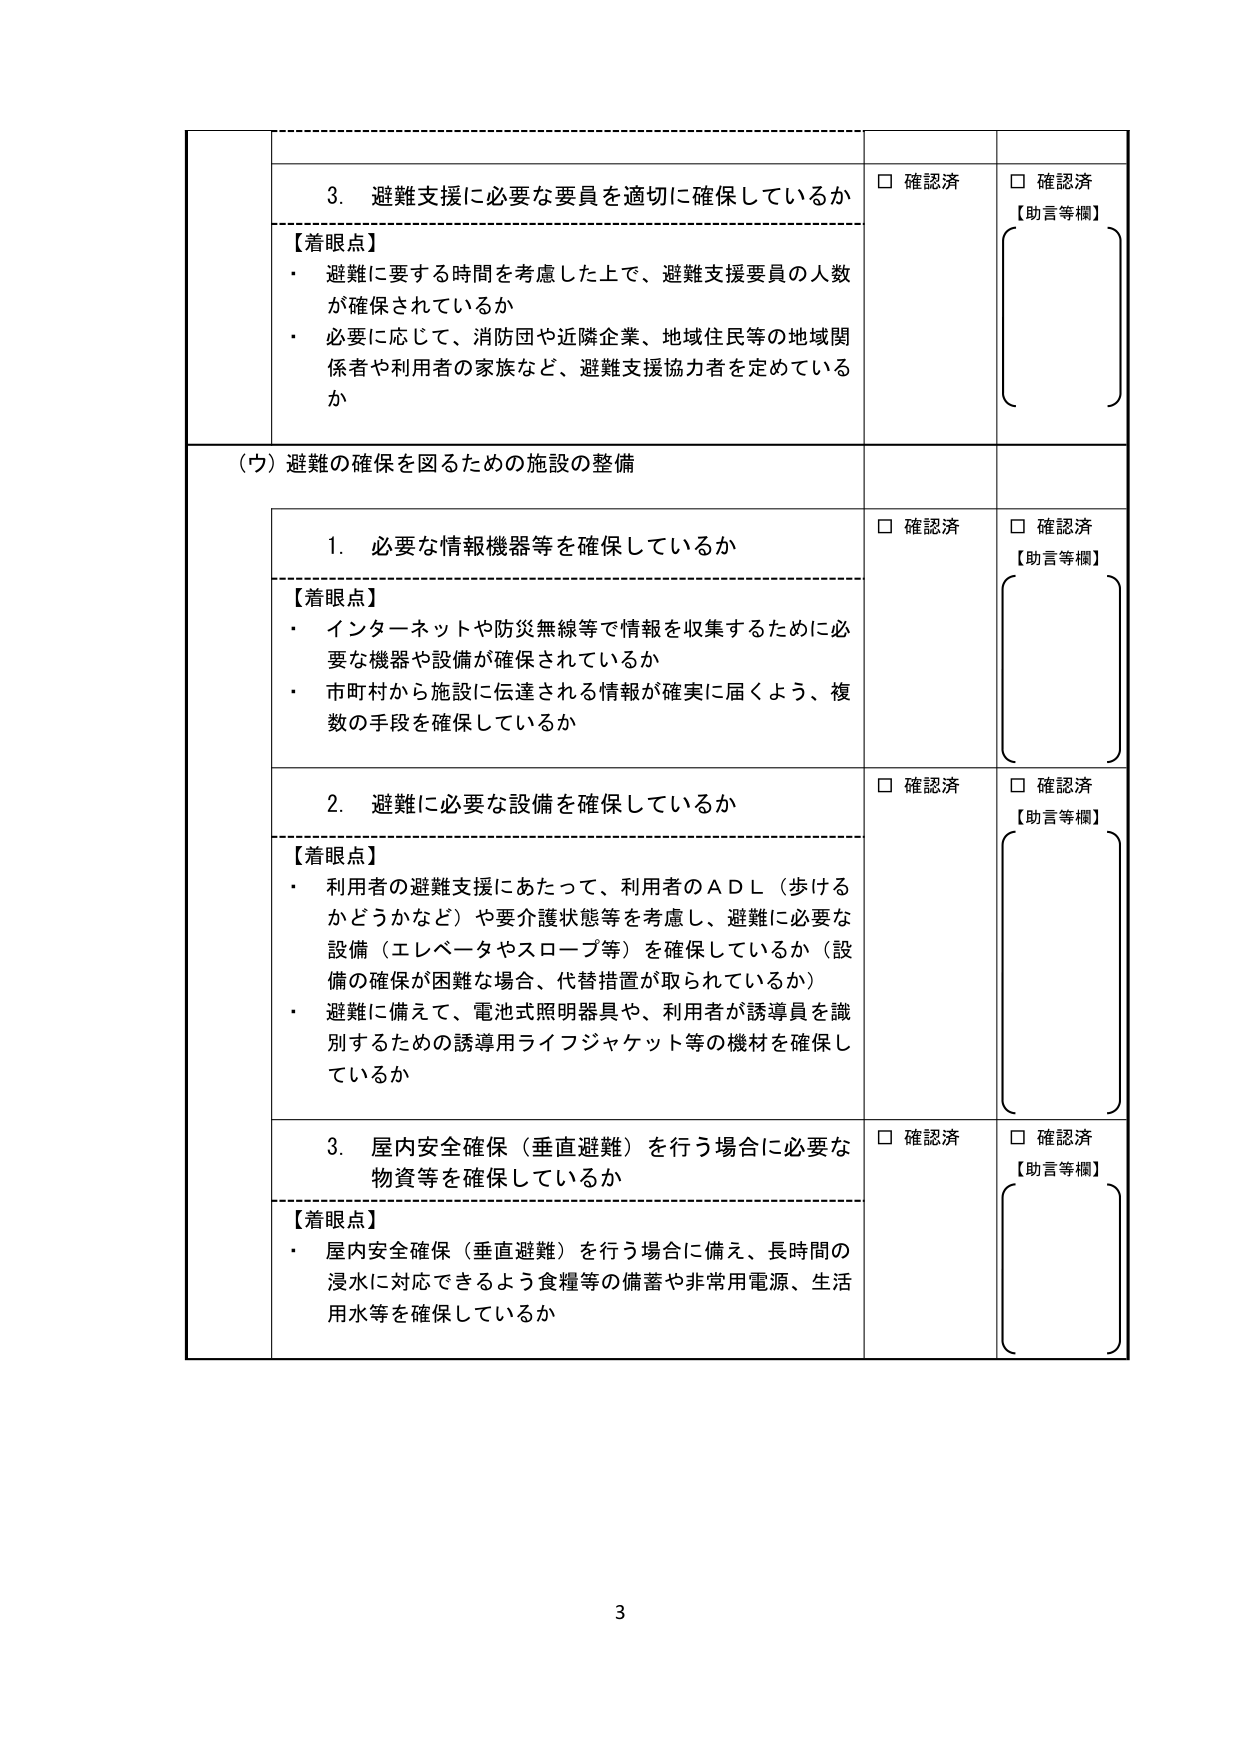 3. 避難支援に必要な要員を適切に確保しているか
□ 確認済
□ 確認済
【助言等欄】
【着眼点】
・ 避難に要する時間を考慮した上で、避難支援要員の人数
が確保されているか
・ 必要に応じて、消防団や近隣企業、地域住民等の地域関
係者や利用者の家族など、避難支援協力者を定めている
か
（ウ）避難の確保を図るための施設の整備
1. 必要な情報機器等を確保しているか
□ 確認済
□ 確認済
【助言等欄】
【着眼点】
・ インターネットや防災無線等で情報を収集するために必
要な機器や設備が確保されているか
・ 市町村から施設に伝達される情報が確実に届くよう、複
数の手段を確保しているか
2. 避難に必要な設備を確保しているか
□ 確認済
□ 確認済
【助言等欄】
【着眼点】
・ 利用者の避難支援にあたって、利用者のＡＤＬ（歩ける
かどうかなど）や要介護状態等を考慮し、避難に必要な
設備（エレベータやスロープ等）を確保しているか（設
備の確保が困難な場合、代替措置が取られているか）
・ 避難に備えて、電池式照明器具や、利用者が誘導員を識
別するための誘導用ライフジャケット等の機材を確保し
ているか
3. 屋内安全確保（垂直避難）を行う場合に必要な
物資等を確保しているか
□ 確認済
□ 確認済
【助言等欄】
【着眼点】
・ 屋内安全確保（垂直避難）を行う場合に備え、長時間の
浸水に対応できるよう食糧等の備蓄や非常用電源、生活
用水等を確保しているか
3